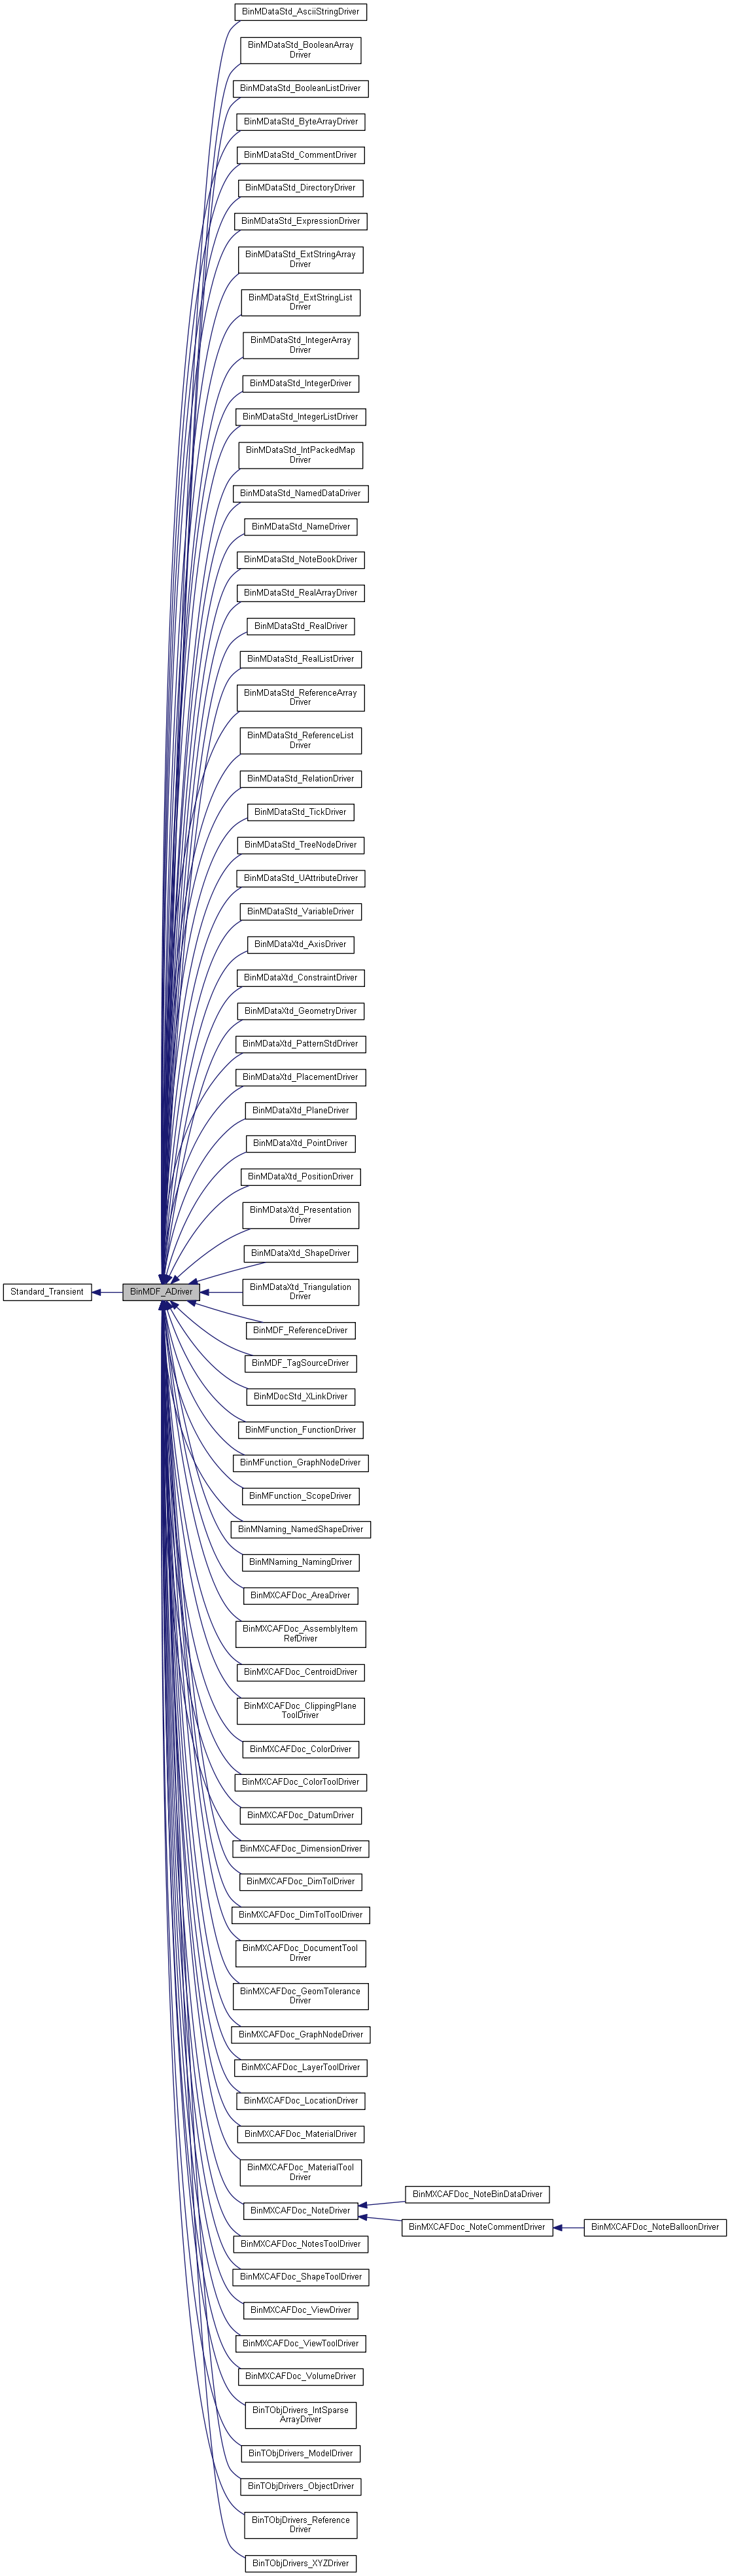 BinMDataStd_AsciiStringDriver
BinMDataStd_BooleanArray
Driver
BinMDataStd_BooleanListDriver
BinMDataStd_ByteArrayDriver
BinMDataStd_CommentDriver
BinMDataStd_DirectoryDriver
BinMDataStd_ExpressionDriver
BinMDataStd_ExtStringArray
Driver
BinMDataStd_ExtStringList
Driver
BinMDataStd_IntegerArray
Driver
BinMDataStd_IntegerDriver
BinMDataStd_IntegerListDriver
BinMDataStd_IntPackedMap
Driver
BinMDataStd_NamedDataDriver
BinMDataStd_NameDriver
BinMDataStd_NoteBookDriver
BinMDataStd_RealArrayDriver
BinMDataStd_RealDriver
BinMDataStd_RealListDriver
BinMDataStd_ReferenceArray
Driver
BinMDataStd_ReferenceList
Driver
BinMDataStd_RelationDriver
BinMDataStd_TickDriver
BinMDataStd_TreeNodeDriver
BinMDataStd_UAttributeDriver
BinMDataStd_VariableDriver
BinMDataXtd_AxisDriver
BinMDataXtd_ConstraintDriver
BinMDataXtd_GeometryDriver
BinMDataXtd_PatternStdDriver
BinMDataXtd_PlacementDriver
BinMDataXtd_PlaneDriver
BinMDataXtd_PointDriver
BinMDataXtd_PositionDriver
BinMDataXtd_Presentation
Driver
BinMDataXtd_ShapeDriver
Standard_Transient
BinMDF_ADriver
BinMDataXtd_Triangulation
Driver
BinMDF_ReferenceDriver
BinMDF_TagSourceDriver
BinMDocStd_XLinkDriver
BinMFunction_FunctionDriver
BinMFunction_GraphNodeDriver
BinMFunction_ScopeDriver
BinMNaming_NamedShapeDriver
BinMNaming_NamingDriver
BinMXCAFDoc_AreaDriver
BinMXCAFDoc_AssemblyItem
RefDriver
BinMXCAFDoc_CentroidDriver
BinMXCAFDoc_ClippingPlane
ToolDriver
BinMXCAFDoc_ColorDriver
BinMXCAFDoc_ColorToolDriver
BinMXCAFDoc_DatumDriver
BinMXCAFDoc_DimensionDriver
BinMXCAFDoc_DimTolDriver
BinMXCAFDoc_DimTolToolDriver
BinMXCAFDoc_DocumentTool
Driver
BinMXCAFDoc_GeomTolerance
Driver
BinMXCAFDoc_GraphNodeDriver
BinMXCAFDoc_LayerToolDriver
BinMXCAFDoc_LocationDriver
BinMXCAFDoc_MaterialDriver
BinMXCAFDoc_MaterialTool
Driver
BinMXCAFDoc_NoteBinDataDriver
BinMXCAFDoc_NoteDriver
BinMXCAFDoc_NoteCommentDriver
BinMXCAFDoc_NoteBalloonDriver
BinMXCAFDoc_NotesToolDriver
BinMXCAFDoc_ShapeToolDriver
BinMXCAFDoc_ViewDriver
BinMXCAFDoc_ViewToolDriver
BinMXCAFDoc_VolumeDriver
BinTObjDrivers_IntSparse
ArrayDriver
BinTObjDrivers_ModelDriver
BinTObjDrivers_ObjectDriver
BinTObjDrivers_Reference
Driver
BinTObjDrivers_XYZDriver